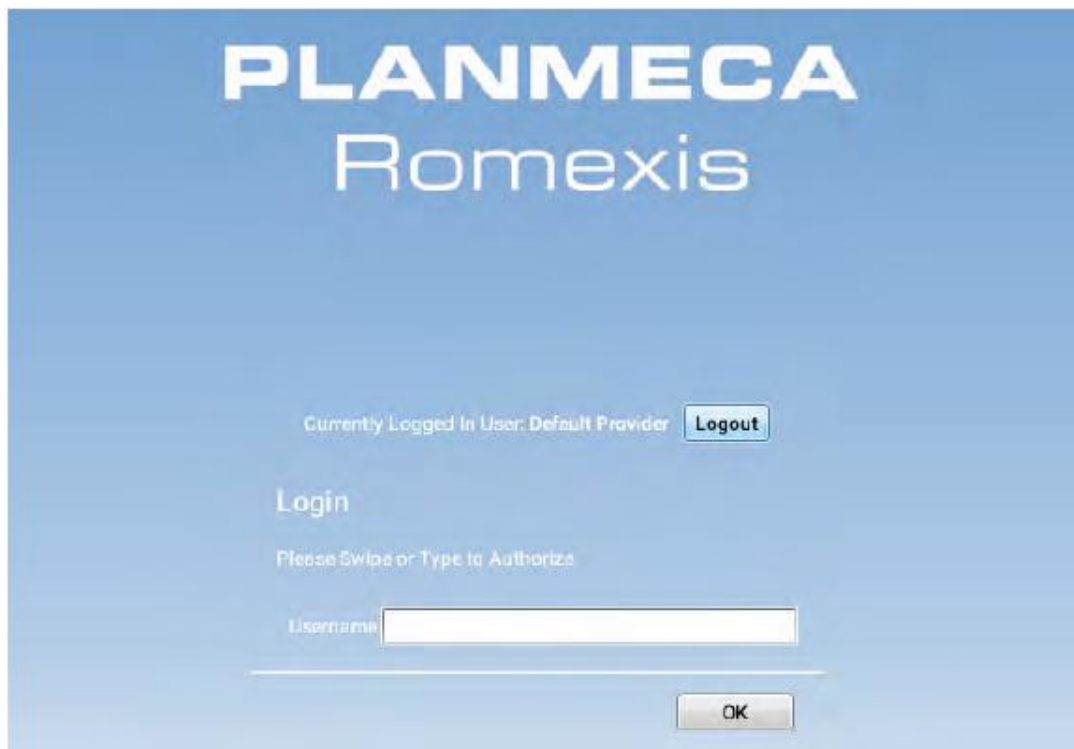 PLANMECA
Romexis
Currently Logged In User: Default Provider Logout
Login
Please Swipe or Type to Authorize
Username
OK